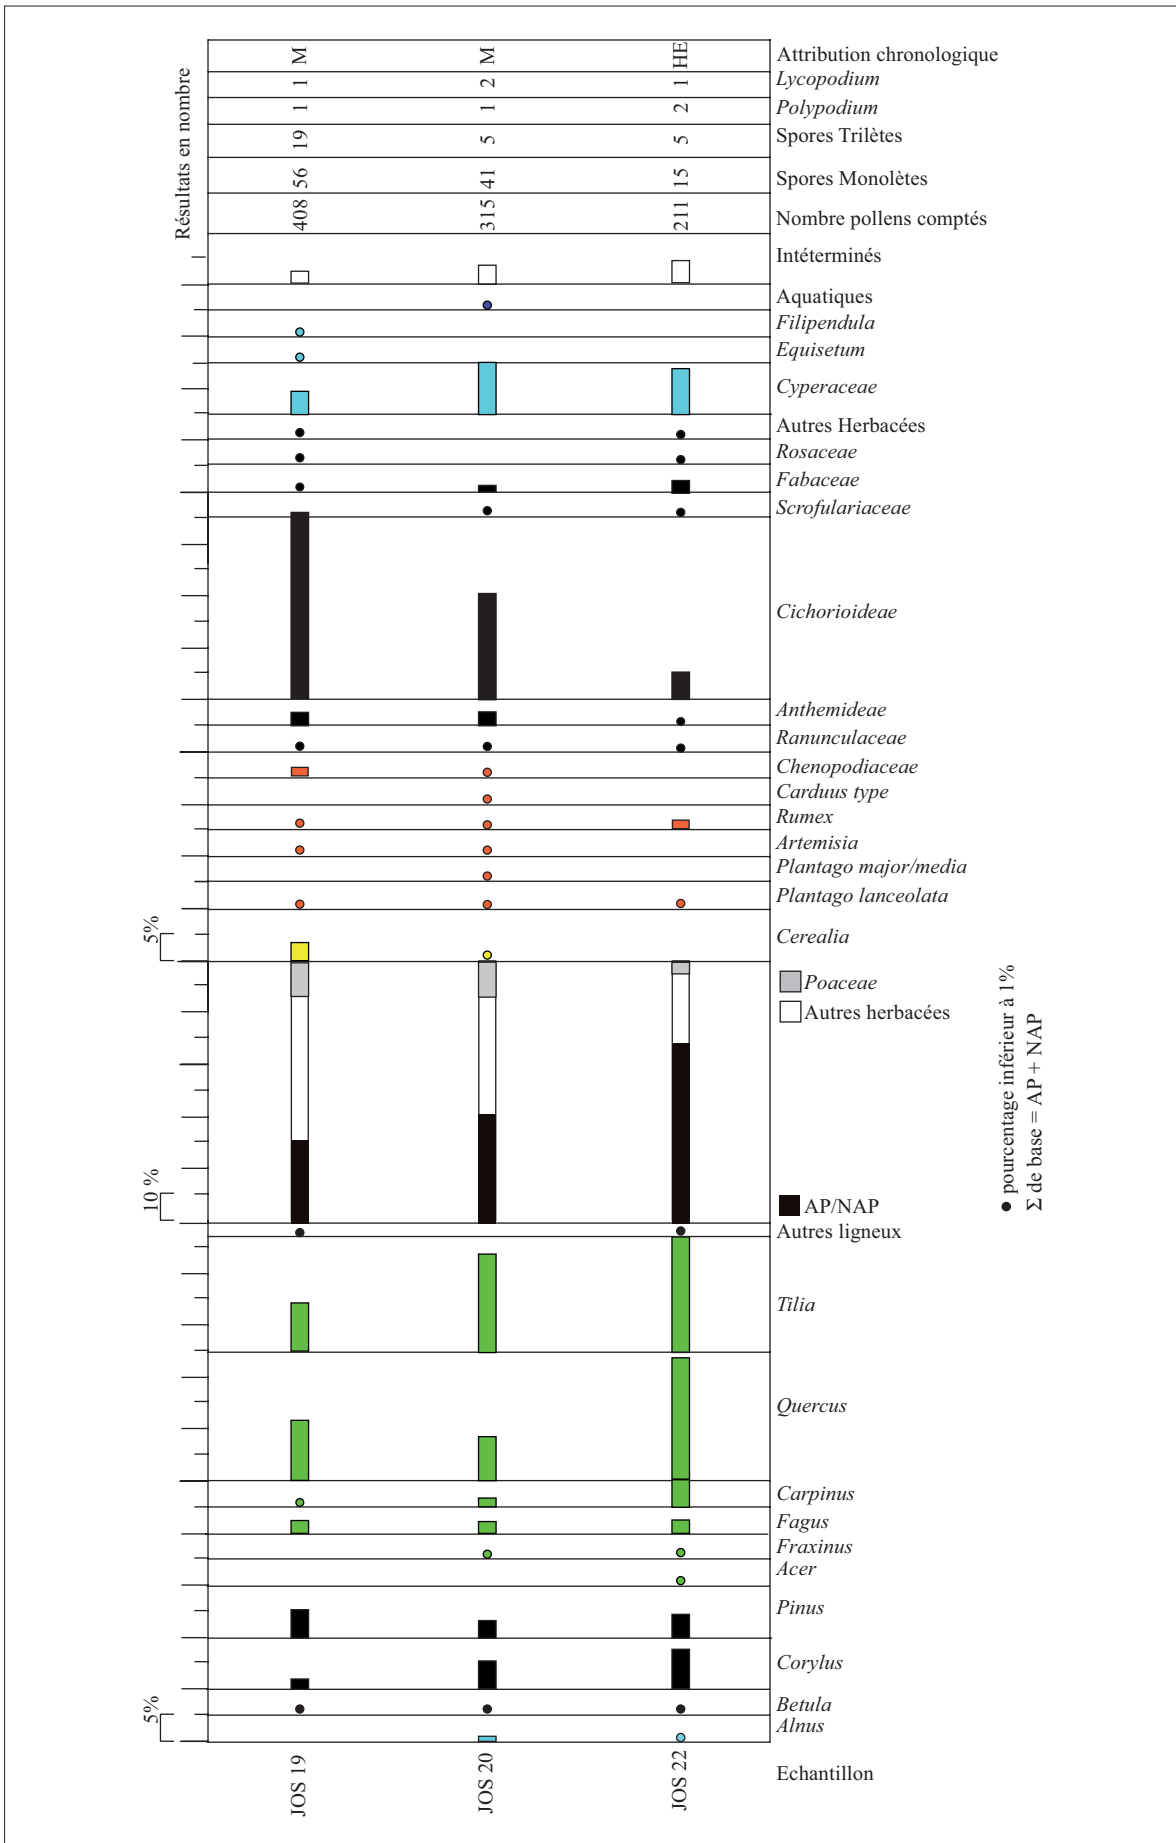 Résultats en nombre
M M HE Attribution chronologique
1 2 1 Lycopodium
1 1 2 Polypodium
19 5 5 Spores Trilètes
56 41 15 Spores Monolètes
408 315 211 Nombre pollens comptés
Intéterminés
Aquatiques
Filipendula
Equisetum
Cyperaceae
Autres Herbacées
Rosaceae
Fabaceae
Scrofulariaceae
Cichorioideae
Anthemideae
Ranunculaceae
Chenopodiaceae
Carduus type
Rumex
Artemisia
Plantago major/media
Plantago lanceolata
5%
Cerealia
Poaceae
Autres herbacées
10 %
AP/NAP
Autres ligneux
Tilia
Quercus
Carpinus
Fagus
Fraxinus
Acer
Pinus
Corylus
Betula
5%
Alnus
JOS 19 JOS 20 JOS 22 Echantillon
● pourcentage inférieur à 1%
Σ de base = AP + NAP